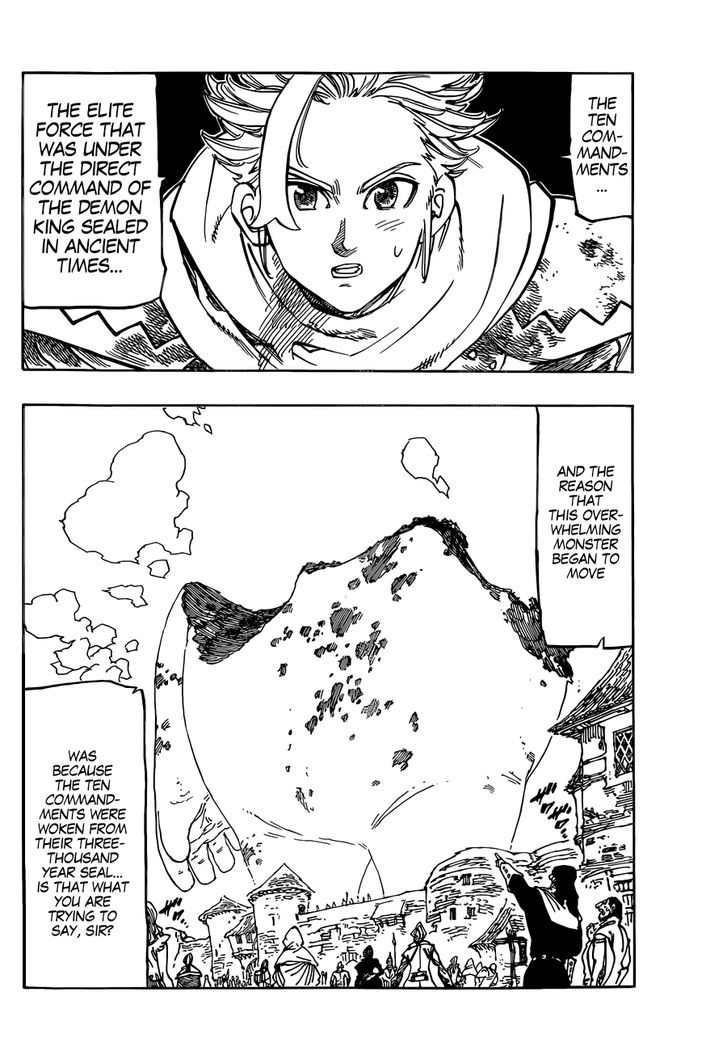 THE
TEN
COM-
MAND-
MENTS
...
THE ELITE
FORCE THAT
WAS UNDER
THE DIRECT
COMMAND OF
THE DEMON
KING SEALED
IN ANCIENT
TIMES...
AND THE
REASON
THAT
THIS OVER-
WHELMING
MONSTER
BEGAN TO
MOVE
WAS
BECAUSE
THE TEN
COMMAND-
MENTS WERE
WOKEN FROM
THEIR THREE-
THOUSAND
YEAR SEAL...
IS THAT WHAT
YOU ARE
TRYING TO
SAY, SIR?